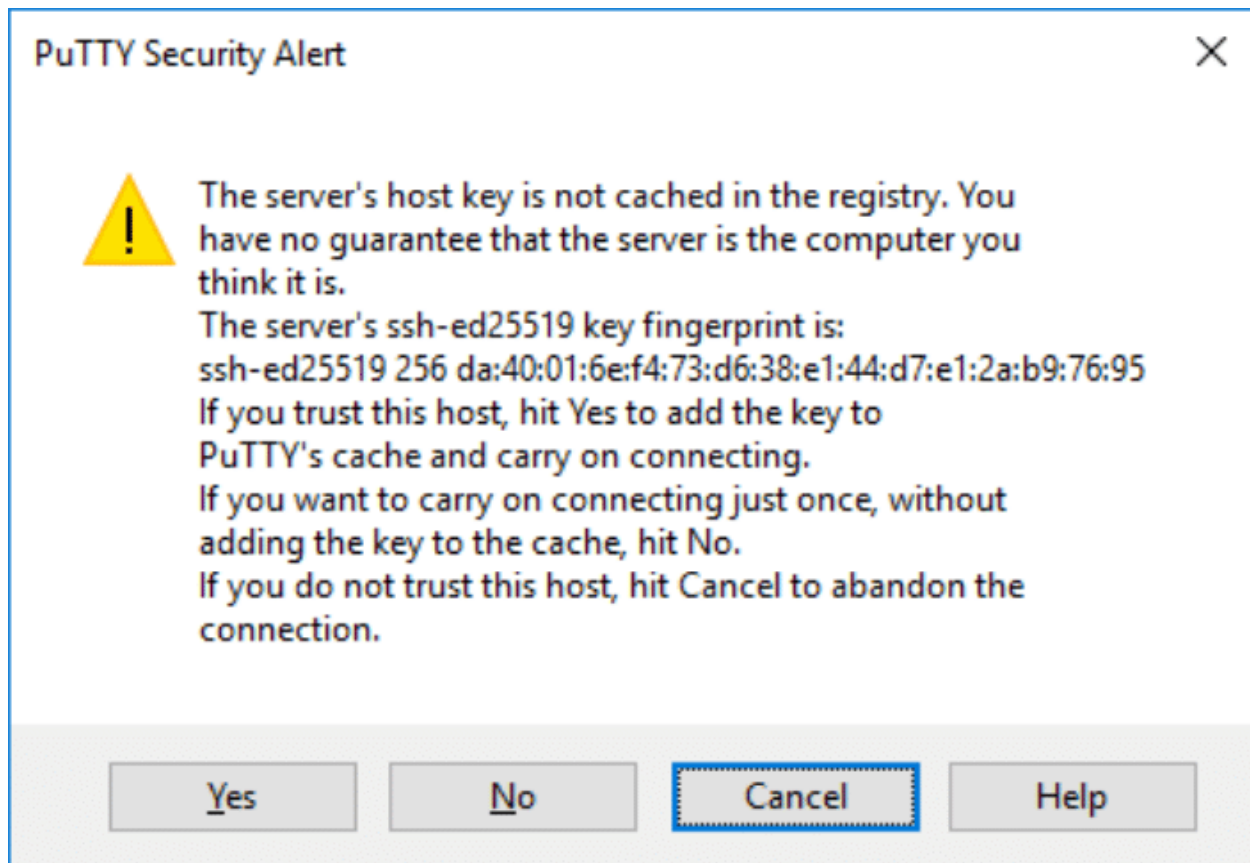 PuTTY Security Alert
The server's host key is not cached in the registry. You
have no guarantee that the server is the computer you
think it is.
The server's ssh-ed25519 key fingerprint is:
ssh-ed25519 256 da:40:01:6e:f4:73:d6:38:e1:44:d7:e1:2a:b9:76:95
If you trust this host, hit Yes to add the key to
PuTTY's cache and carry on connecting.
If you want to carry on connecting just once, without
adding the key to the cache, hit No.
If you do not trust this host, hit Cancel to abandon the
connection.
Yes No Cancel Help